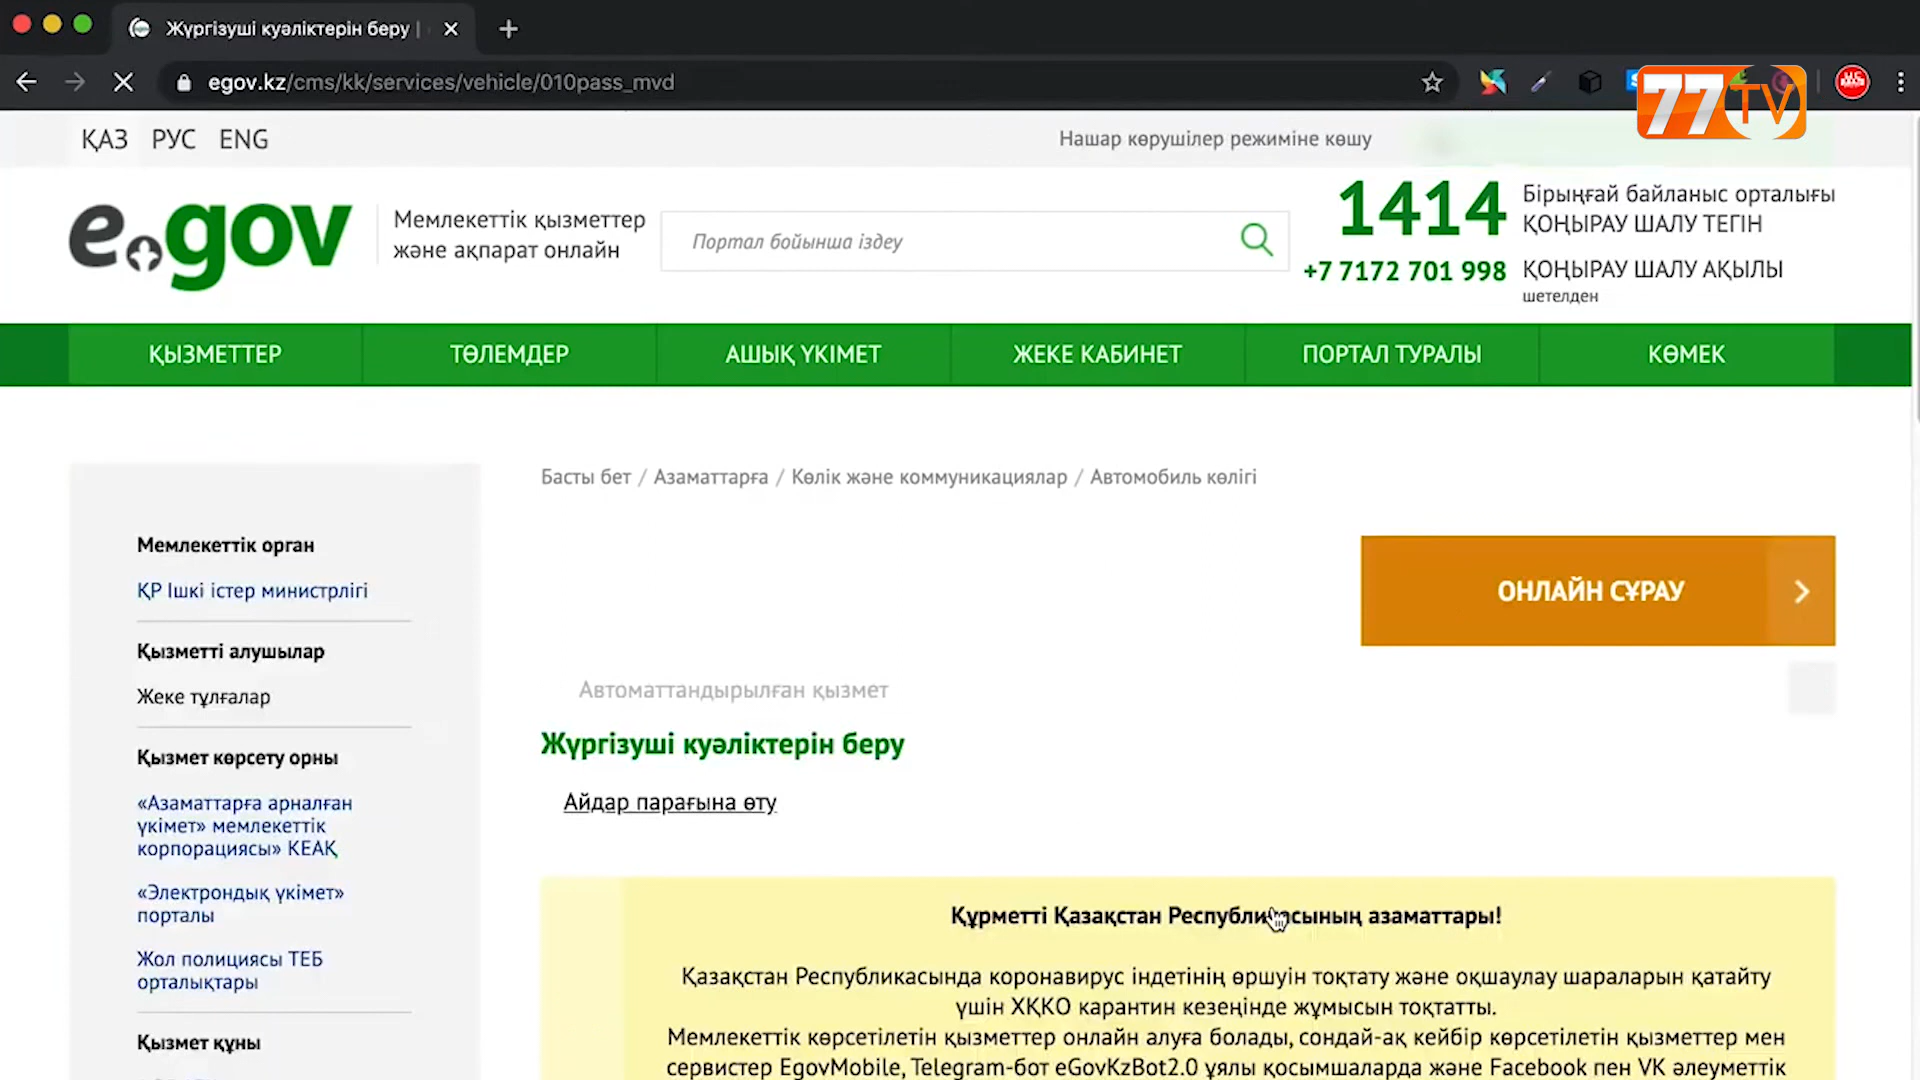 Жүргізуші куәліктерін беру |
egov.kz/cms/kk/services/vehicle/010pass_mvd
77TV
ҚАЗ РУС ENG
Нашар көрушілер режиміне көшу
e.gov
Мемлекеттік қызметтер
және ақпарат онлайн
Портал бойынша іздеу
1414
Бірыңғай байланыс орталығы
ҚОҢЫРАУ ШАЛУ ТЕГІН
+7 7172 701 998
ҚОҢЫРАУ ШАЛУ АҚЫЛЫ
шетелден
ҚЫЗМЕТТЕР ТӨЛЕМДЕР АШЫҚ ҮКІМЕТ ЖЕКЕ КАБИНЕТ ПОРТАЛ ТУРАЛЫ КӨМЕК
Басты бет / Азаматтарға / Көлік және коммуникациялар / Автомобиль көлігі
Мемлекеттік орган
ҚР Ішкі істер министрлігі
Қызметті алушылар
Жеке тұлғалар
Қызмет көрсету орны
«Азаматтарға арналған
үкімет» мемлекеттік
корпорациясы» КЕАҚ
«Электрондық үкімет»
порталы
Жол полициясы ТЕБ
орталықтары
Қызмет құны
ОНЛАЙН СҰРАУ
Автоматтандырылған қызмет
Жүргізуші куәліктерін беру
Айдар парағына өту
Құрметті Қазақстан Республикасының азаматтары!
Қазақстан Республикасында коронавирус індетінің өршуін тоқтату және оқшаулау шараларын қатайту
үшін ХҚКО карантин кезеңінде жұмысын тоқтатты.
Мемлекеттік көрсетілетін қызметтер онлайн алуға болады, сондай-ақ кейбір көрсетілетін қызметтер мен
сервистер EgovMobile, Telegram-бот eGovKzBot2.0 ұялы қосымшаларда және Facebook пен VK әлеуметтік